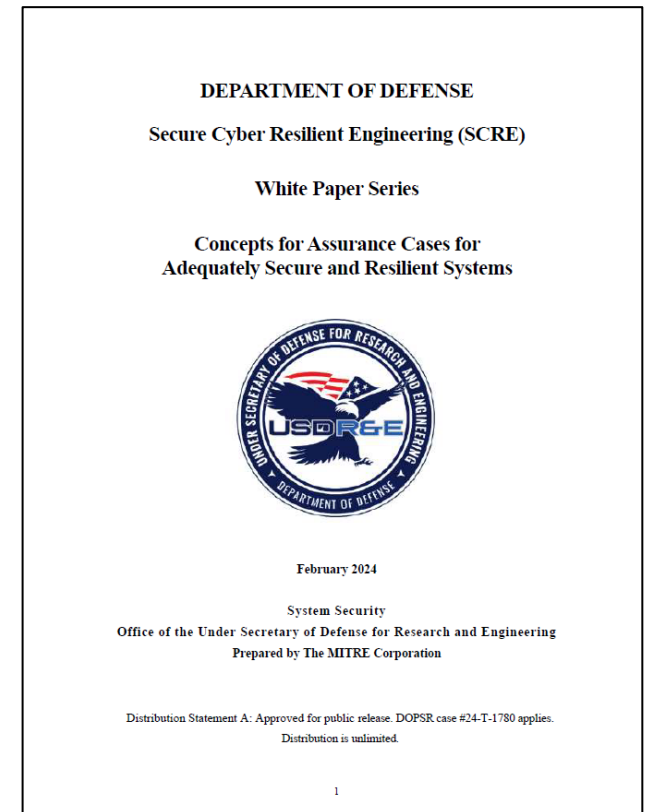 DEPARTMENT OF DEFENSE
Secure Cyber Resilient Engineering (SCRE)
White Paper Series
Concepts for Assurance Cases for
Adequately Secure and Resilient Systems
UNDER SECRETARY OF DEFENSE FOR RESEARCH AND ENGINEERING
USDR&E
DEPARTMENT OF DEFENSE
February 2024
System Security
Office of the Under Secretary of Defense for Research and Engineering
Prepared by The MITRE Corporation
Distribution Statement A: Approved for public release. DOPSR case #24-T-1780 applies.
Distribution is unlimited.
1